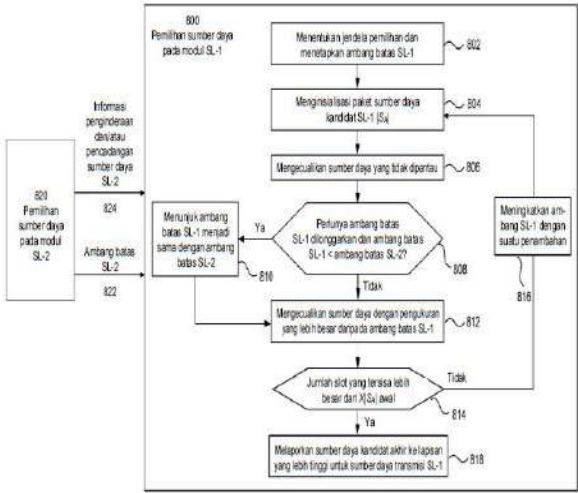 800
Pemilihan sumber daya
pada modul SL-1
Menentukan jendela pemilihan dan
menetapkan ambang batas SL-1
802
Menginisialisasi paket sumber daya
kandidat SL-1 |Sₐ|
804
Mengecualikan sumber daya yang tidak dipantau
806
Perlunya ambang batas
SL-1 dilonggarkan dan ambang batas
SL-1 < ambang batas SL-2?
808
Ya
Tidak
Menunjuk ambang
batas SL-1 menjadi
sama dengan ambang
batas SL-2
810
Mengecualikan sumber daya dengan pengukuran
yang lebih besar daripada ambang batas SL-1
812
Jumlah slot yang tersisa lebih
besar dari X|Sₐ| awal
814
Tidak
Ya
Meningkatkan am-
bang SL-1 dengan
suatu penambahan
816
Melaporkan sumber daya kandidat akhir ke lapisan
yang lebih tinggi untuk sumber daya transmisi SL-1
818
820
Pemilihan
sumber daya
pada modul
SL-2
Informasi
penginderaan
dan/atau
pencadangan
sumber daya
SL-2
824
Ambang batas
SL-2
822